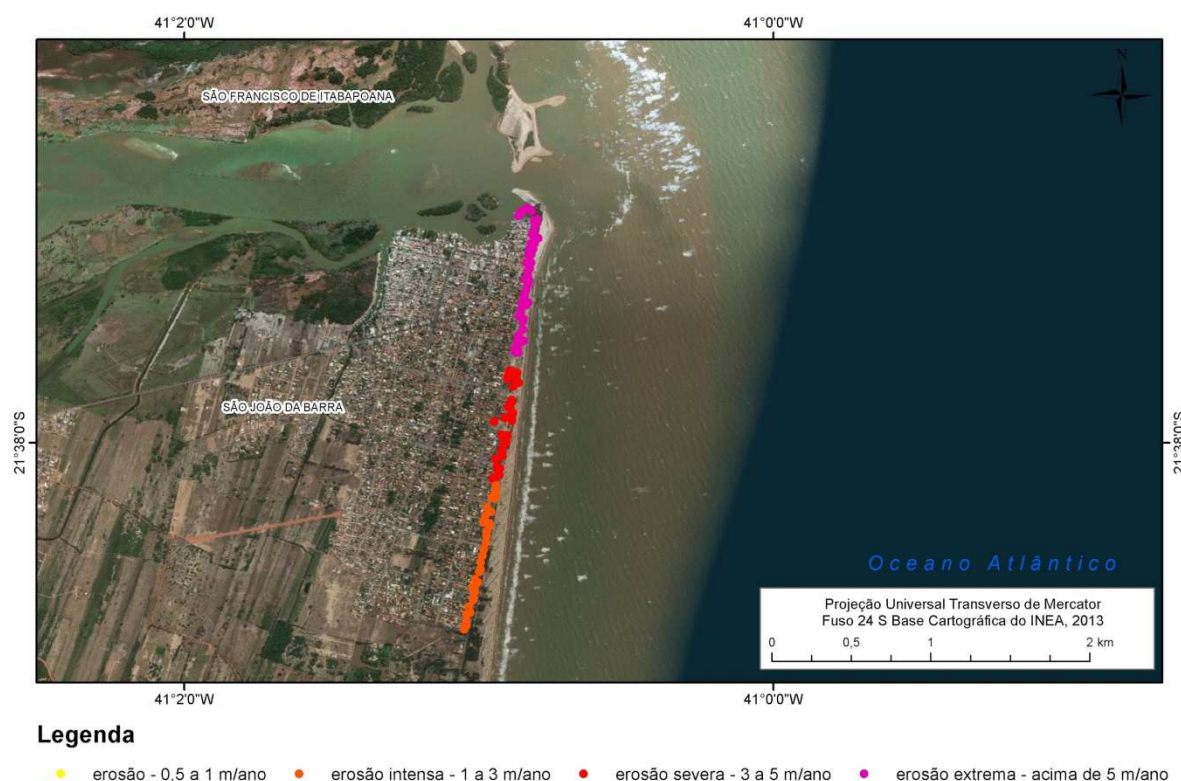 41°2'0"W 41°0'0"W
N
SÃO FRANCISCO DE ITABAPOANA
SÃO JOÃO DA BARRA
21°38'0"S 21°38'0"S
Oceano Atlântico
Projeção Universal Transverso de Mercator
Fuso 24 S Base Cartográfica do INEA, 2013
0 0,5 1 2 km
41°2'0"W 41°0'0"W
Legenda
erosão - 0,5 a 1 m/ano erosão intensa - 1 a 3 m/ano erosão severa - 3 a 5 m/ano erosão extrema - acima de 5 m/ano